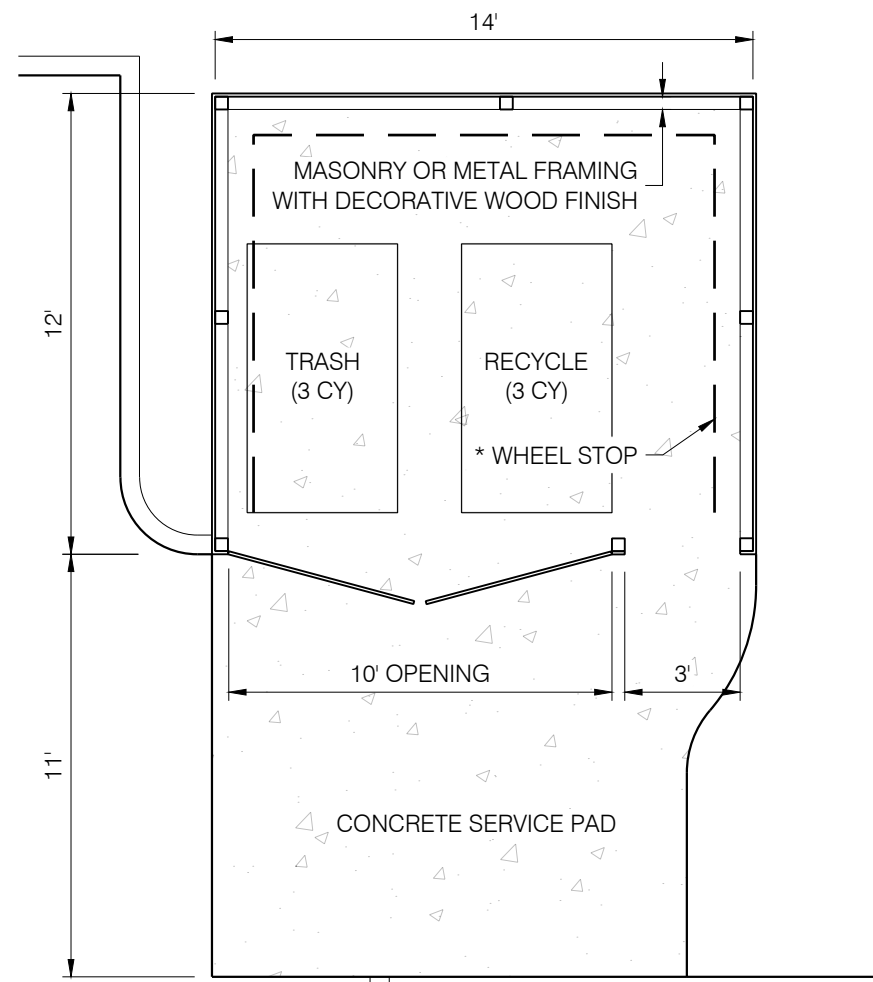 14'
MASONRY OR METAL FRAMING
WITH DECORATIVE WOOD FINISH
12'
TRASH
(3 CY)
RECYCLE
(3 CY)
* WHEEL STOP
10' OPENING
3'
11'
CONCRETE SERVICE PAD